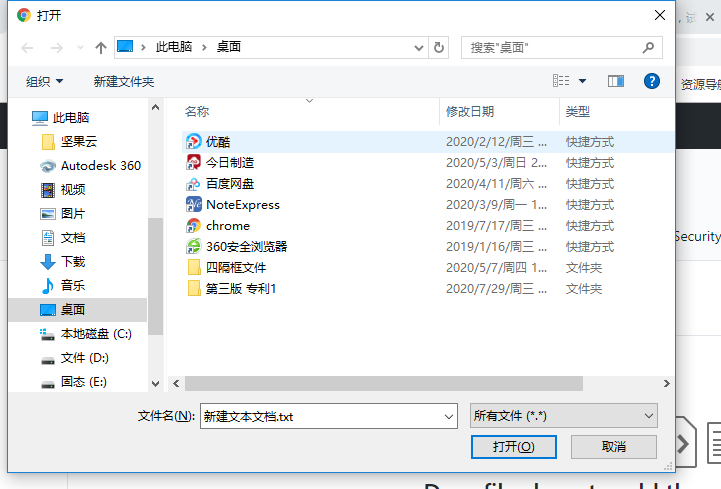 打开
，试
此电脑 > 桌面
搜索"桌面"
组织
新建文件夹
资源导航
名称
修改日期
类型
此电脑
坚果云
Autodesk 360
视频
图片
文档
下载
音乐
桌面
本地磁盘 (C:)
文件 (D:)
固态 (E:)
优酷 2020/2/12/周三 ... 快捷方式
今日制造 2020/5/3/周日 2... 快捷方式
百度网盘 2020/4/11/周六 ... 快捷方式
NoteExpress 2020/3/9/周一 1... 快捷方式
chrome 2019/7/17/周三 ... 快捷方式
360安全浏览器 2019/1/16/周三 ... 快捷方式
四隔框文件 2020/5/7/周四 1... 文件夹
第三版 专利1 2020/7/29/周三 ... 文件夹
Security
文件名(N):
新建文本文档.txt
所有文件 (*.*)
打开(O)
取消